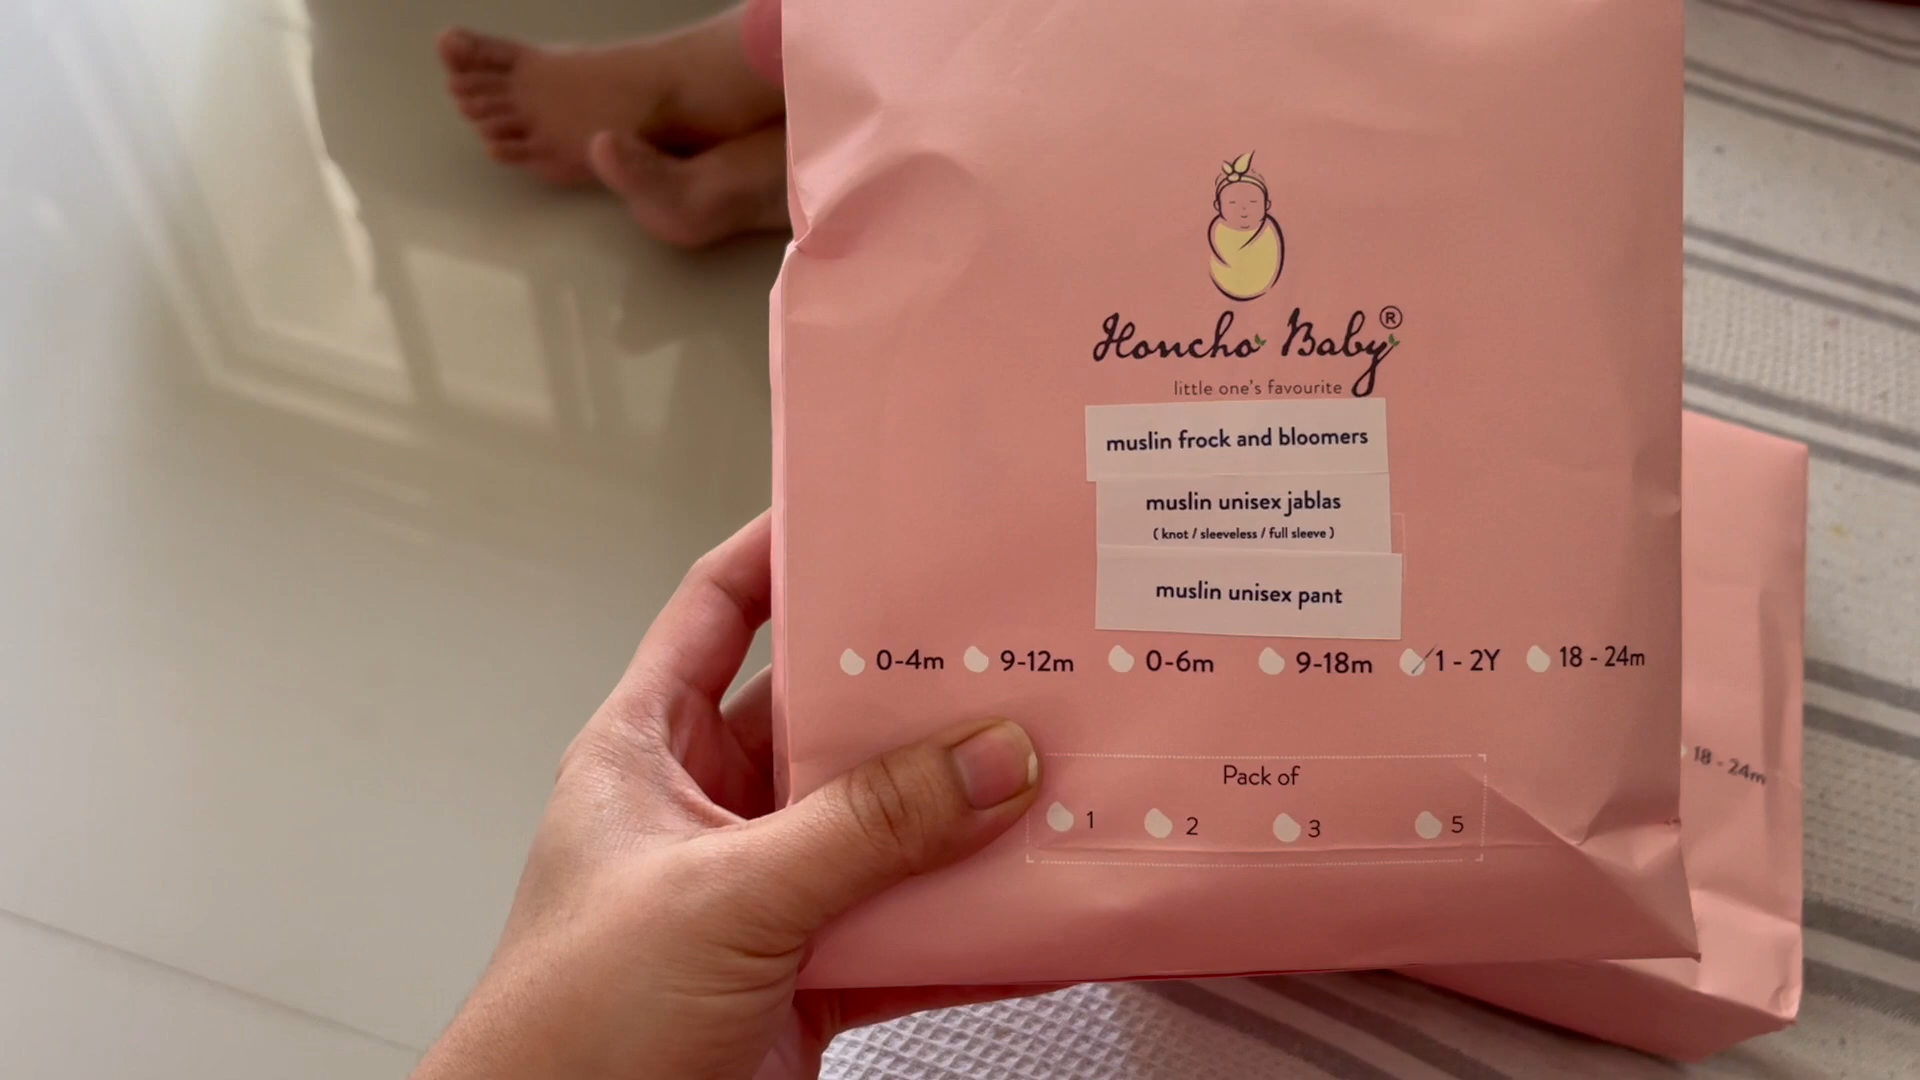 Honcho Baby®
little one's favourite
muslin frock and bloomers
muslin unisex jablas
( knot / sleeveless / full sleeve )
muslin unisex pant
0-4m 9-12m 0-6m 9-18m 1 - 2Y 18 - 24m
Pack of
1 2 3 5
18 - 24m